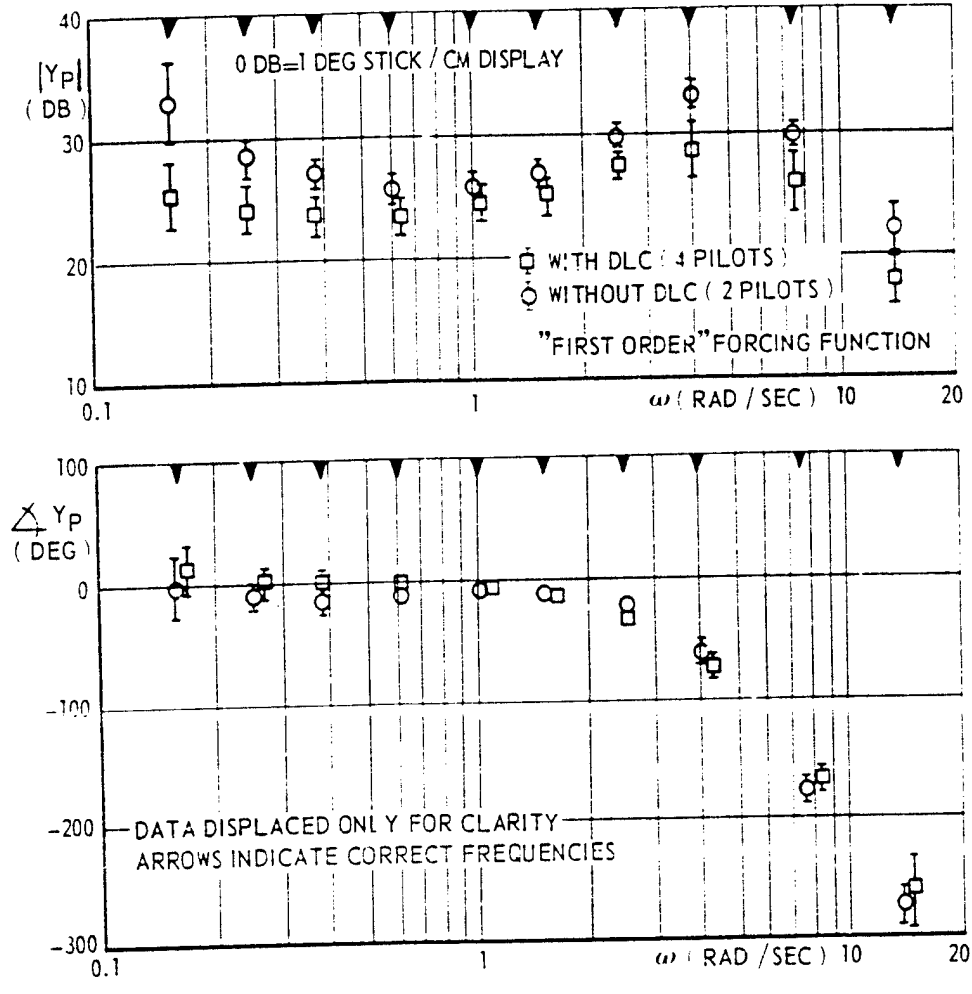 40
|Yp|
(DB)
30
20
10
0 DB=1 DEG STICK / CM DISPLAY
WITH DLC ( 4 PILOTS )
WITHOUT DLC ( 2 PILOTS )
"FIRST ORDER" FORCING FUNCTION
0.1
1
ω ( RAD / SEC )
10
20
100
∡ YP
(DEG)
0
-100
-200
-300
DATA DISPLACED ONLY FOR CLARITY
ARROWS INDICATE CORRECT FREQUENCIES
0.1
1
ω ( RAD / SEC )
10
20